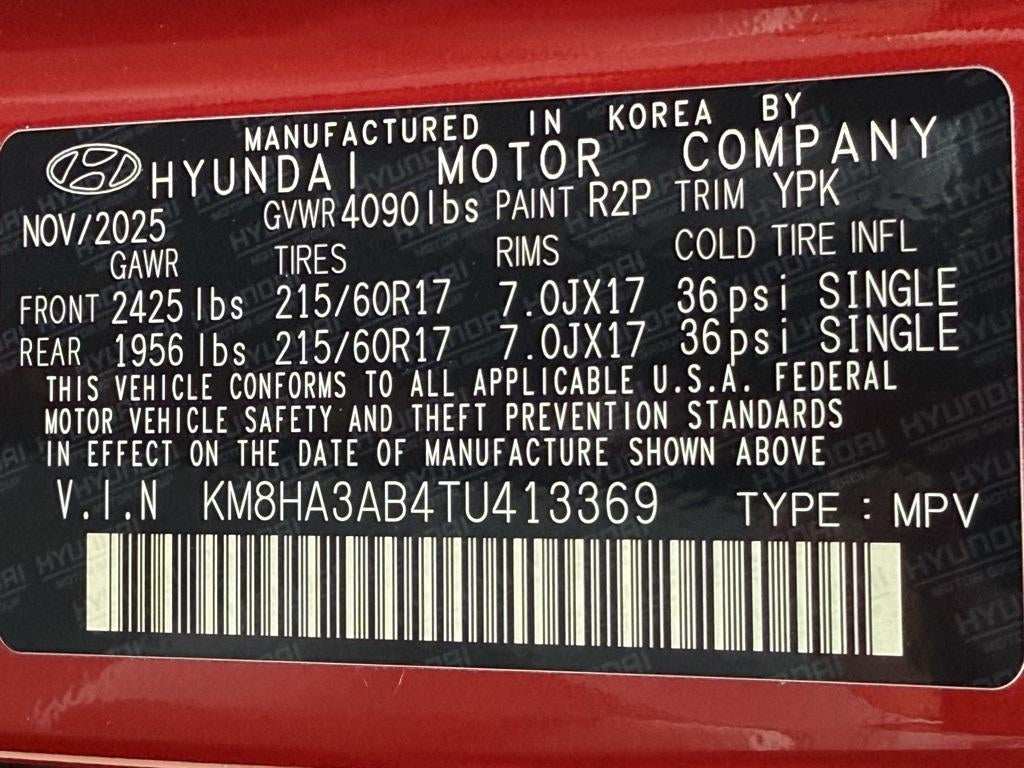 MANUFACTURED IN KOREA BY
HYUNDAI MOTOR COMPANY
NOV/2025 GVWR 4090lbs PAINT R2P TRIM YPK
GAWR TIRES RIMS COLD TIRE INFL
FRONT 2425 lbs 215/60R17 7.0JX17 36psi SINGLE
REAR 1956 lbs 215/60R17 7.0JX17 36psi SINGLE
THIS VEHICLE CONFORMS TO ALL APPLICABLE U.S.A. FEDERAL
MOTOR VEHICLE SAFETY AND THEFT PREVENTION STANDARDS
IN EFFECT ON THE DATE OF MANUFACTURE SHOWN ABOVE
V.I.N KM8HA3AB4TU413369 TYPE : MPV